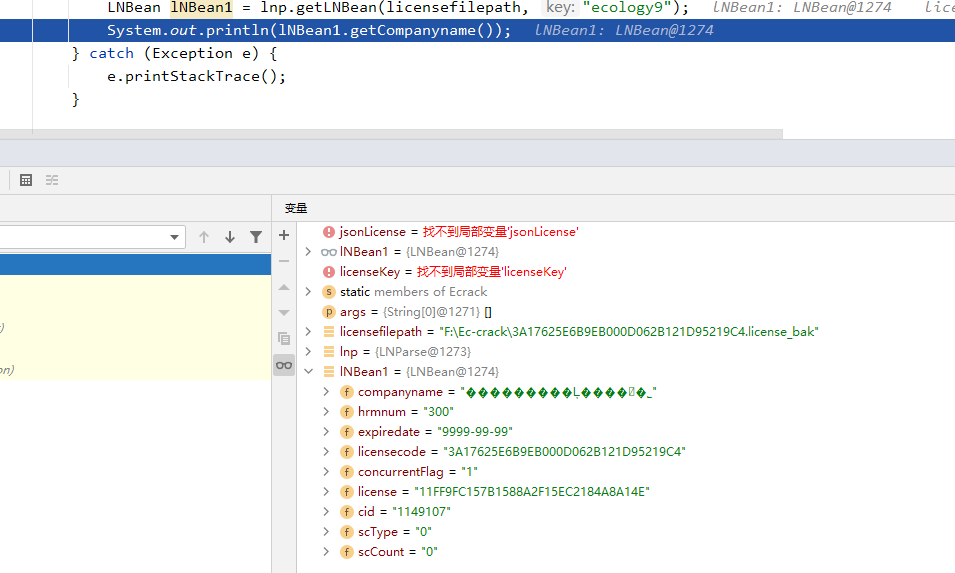 LNBean lNBean1 = lnp.getLNBean(licensefilepath, key: "ecology9"); lNBean1: LNBean@1274 lice
System.out.println(lNBean1.getCompanyname()); lNBean1: LNBean@1274
} catch (Exception e) {
e.printStackTrace();
}
变量
jsonLicense = 找不到局部变量'jsonLicense'
lNBean1 = {LNBean@1274}
licenseKey = 找不到局部变量'licenseKey'
static members of Ecrack
args = {String[0]@1271} []
licensefilepath = "F:\Ec-crack\3A17625E6B9EB000D062B121D95219C4.license_bak"
lnp = {LNParse@1273}
lNBean1 = {LNBean@1274}
companyname = "
hrmnum = "300"
expiredate = "9999-99-99"
licensecode = "3A17625E6B9EB000D062B121D95219C4"
concurrentFlag = "1"
license = "11FF9FC157B1588A2F15EC2184A8A14E"
cid = "1149107"
scType = "0"
scCount = "0"
on)